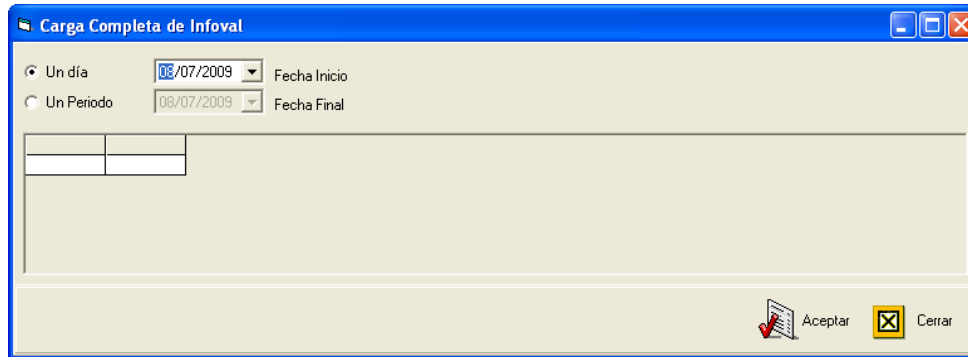 Carga Completa de Infoval
Un día 08/07/2009 Fecha Inicio
Un Periodo 08/07/2009 Fecha Final
Aceptar Cerrar